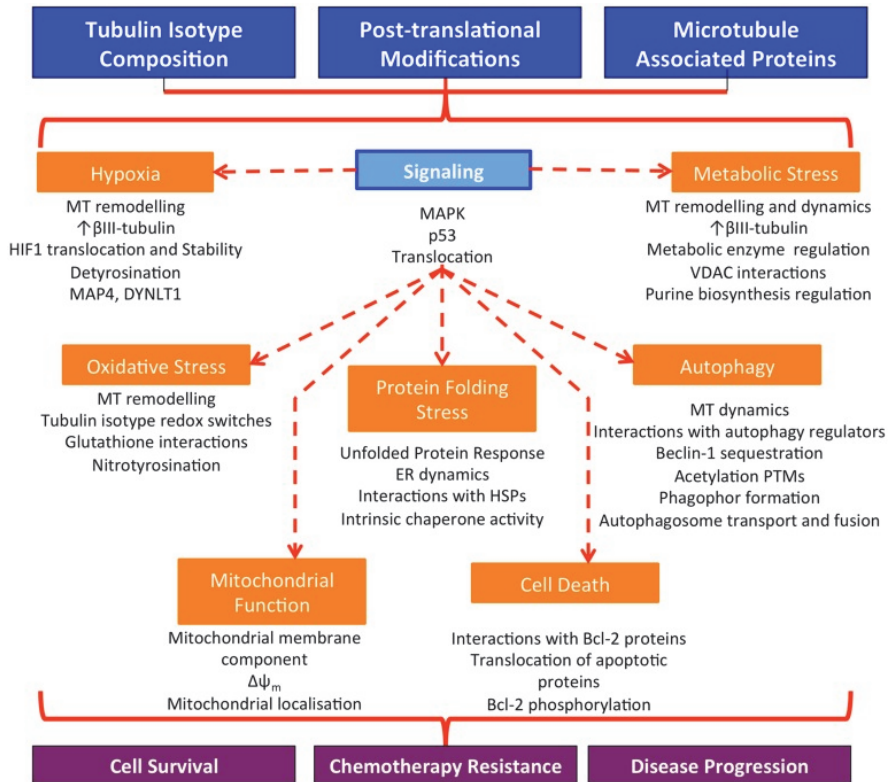 Tubulin Isotype
Composition
Post-translational
Modifications
Microtubule
Associated Proteins
Hypoxia
MT remodelling
↑βIII-tubulin
HIF1 translocation and Stability
Detyrosination
MAP4, DYNLT1
Signaling
MAPK
p53
Translocation
Metabolic Stress
MT remodelling and dynamics
↑βIII-tubulin
Metabolic enzyme regulation
VDAC interactions
Purine biosynthesis regulation
Oxidative Stress
MT remodelling
Tubulin isotype redox switches
Glutathione interactions
Nitrotyrosination
Protein Folding
Stress
Unfolded Protein Response
ER dynamics
Interactions with HSPs
Intrinsic chaperone activity
Autophagy
MT dynamics
Interactions with autophagy regulators
Beclin-1 sequestration
Acetylation PTMs
Phagophor formation
Autophagosome transport and fusion
Mitochondrial
Function
Mitochondrial membrane
component
Δψm
Mitochondrial localisation
Cell Death
Interactions with Bcl-2 proteins
Translocation of apoptotic
proteins
Bcl-2 phosphorylation
Cell Survival
Chemotherapy Resistance
Disease Progression